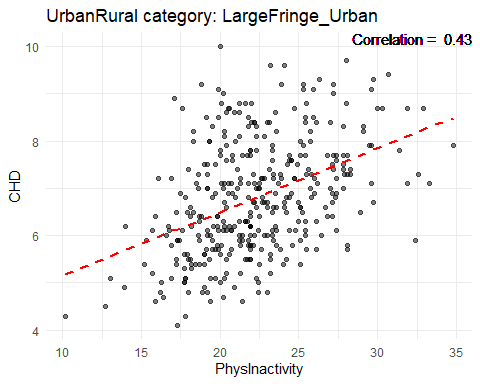 UrbanRural category: LargeFringe_Urban
Correlation = 0.43
10
8
6
4
CHD
10 15 20 25 30 35
PhysInactivity